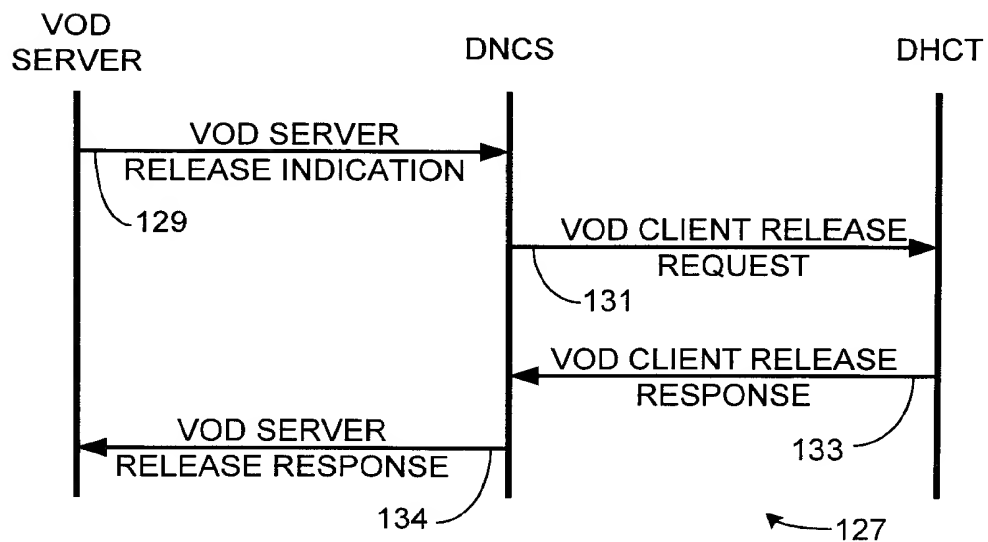 VOD
SERVER
DNCS
DHCT
VOD SERVER
RELEASE INDICATION
129
VOD CLIENT RELEASE
REQUEST
131
VOD CLIENT RELEASE
RESPONSE
133
VOD SERVER
RELEASE RESPONSE
134
127